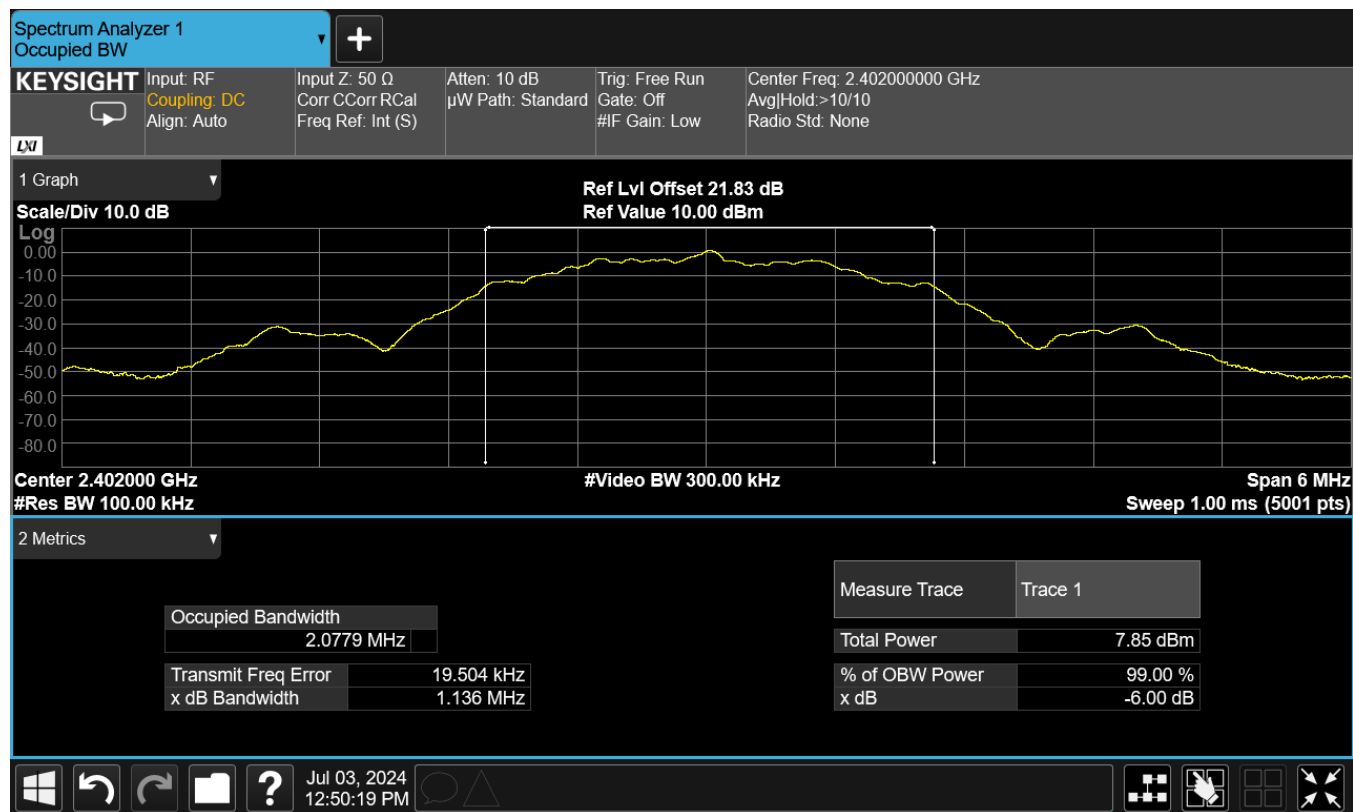 Spectrum Analyzer 1
Occupied BW
KEYSIGHT
LXI
Input: RF
Coupling: DC
Align: Auto
Input Z: 50 Ω
Corr CCorr RCal
Freq Ref: Int (S)
Atten: 10 dB
µW Path: Standard
Trig: Free Run
Gate: Off
#IF Gain: Low
Center Freq: 2.402000000 GHz
Avg|Hold:>10/10
Radio Std: None
1 Graph
Scale/Div 10.0 dB
Ref Lvl Offset 21.83 dB
Ref Value 10.00 dBm
Log
0.00
-10.0
-20.0
-30.0
-40.0
-50.0
-60.0
-70.0
-80.0
Center 2.402000 GHz
#Res BW 100.00 kHz
#Video BW 300.00 kHz
Span 6 MHz
Sweep 1.00 ms (5001 pts)
2 Metrics
Occupied Bandwidth
2.0779 MHz
Transmit Freq Error 19.504 kHz
x dB Bandwidth 1.136 MHz
Measure Trace Trace 1
Total Power 7.85 dBm
% of OBW Power 99.00 %
x dB -6.00 dB
?
Jul 03, 2024
12:50:19 PM